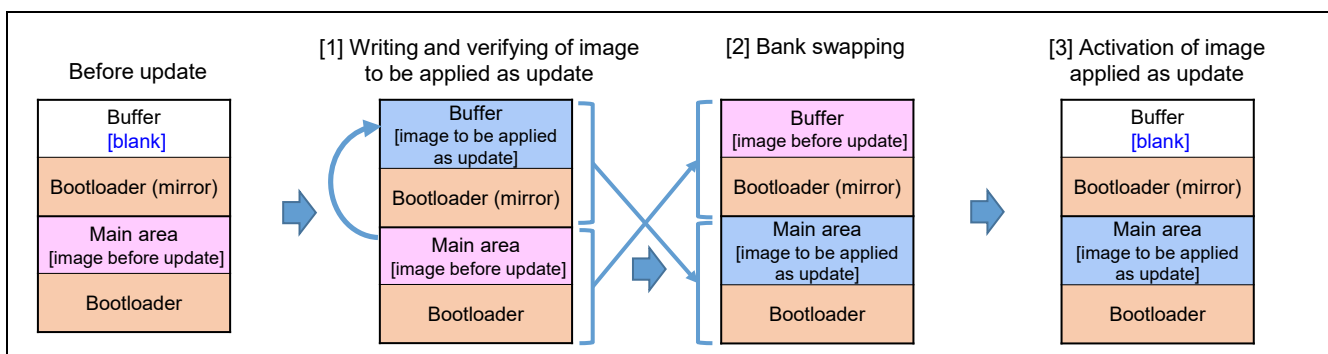 Before update
Buffer
[blank]
Bootloader (mirror)
Main area
[image before update]
Bootloader
[1] Writing and verifying of image
to be applied as update
Buffer
[image to be applied
as update]
Bootloader (mirror)
Main area
[image before update]
Bootloader
[2] Bank swapping
Buffer
[image before update]
Bootloader (mirror)
Main area
[image to be applied
as update]
Bootloader
[3] Activation of image
applied as update
Buffer
[blank]
Bootloader (mirror)
Main area
[image to be applied
as update]
Bootloader